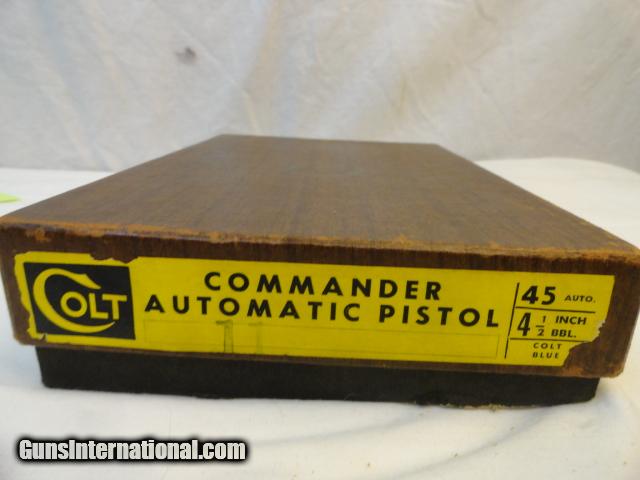 COLT
COMMANDER
AUTOMATIC PISTOL
45 AUTO.
4 1/2 INCH BBL.
COLT
BLUE
GunsInternational.com